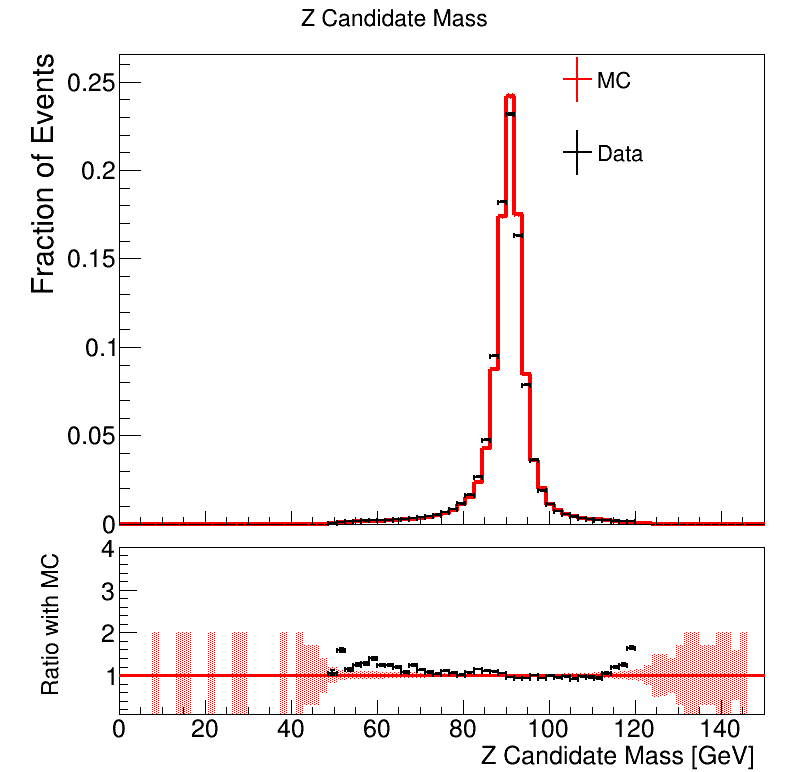 Z Candidate Mass
Fraction of Events
0.25
0.2
0.15
0.1
0.05
0
MC
Data
Ratio with MC
4
3
2
1
0 20 40 60 80 100 120 140
Z Candidate Mass [GeV]